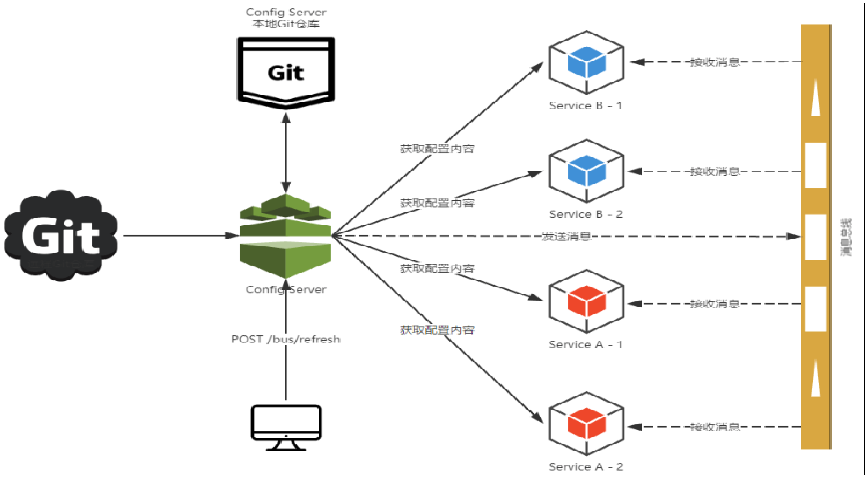 Config Server
本地Git仓库
Git
Service B - 1
接收消息
获取配置内容
Service B - 2
接收消息
获取配置内容
Git
发送消息
消息总线
获取配置内容
Config Server
Service A - 1
接收消息
获取配置内容
POST /bus/refresh
Service A - 2
接收消息